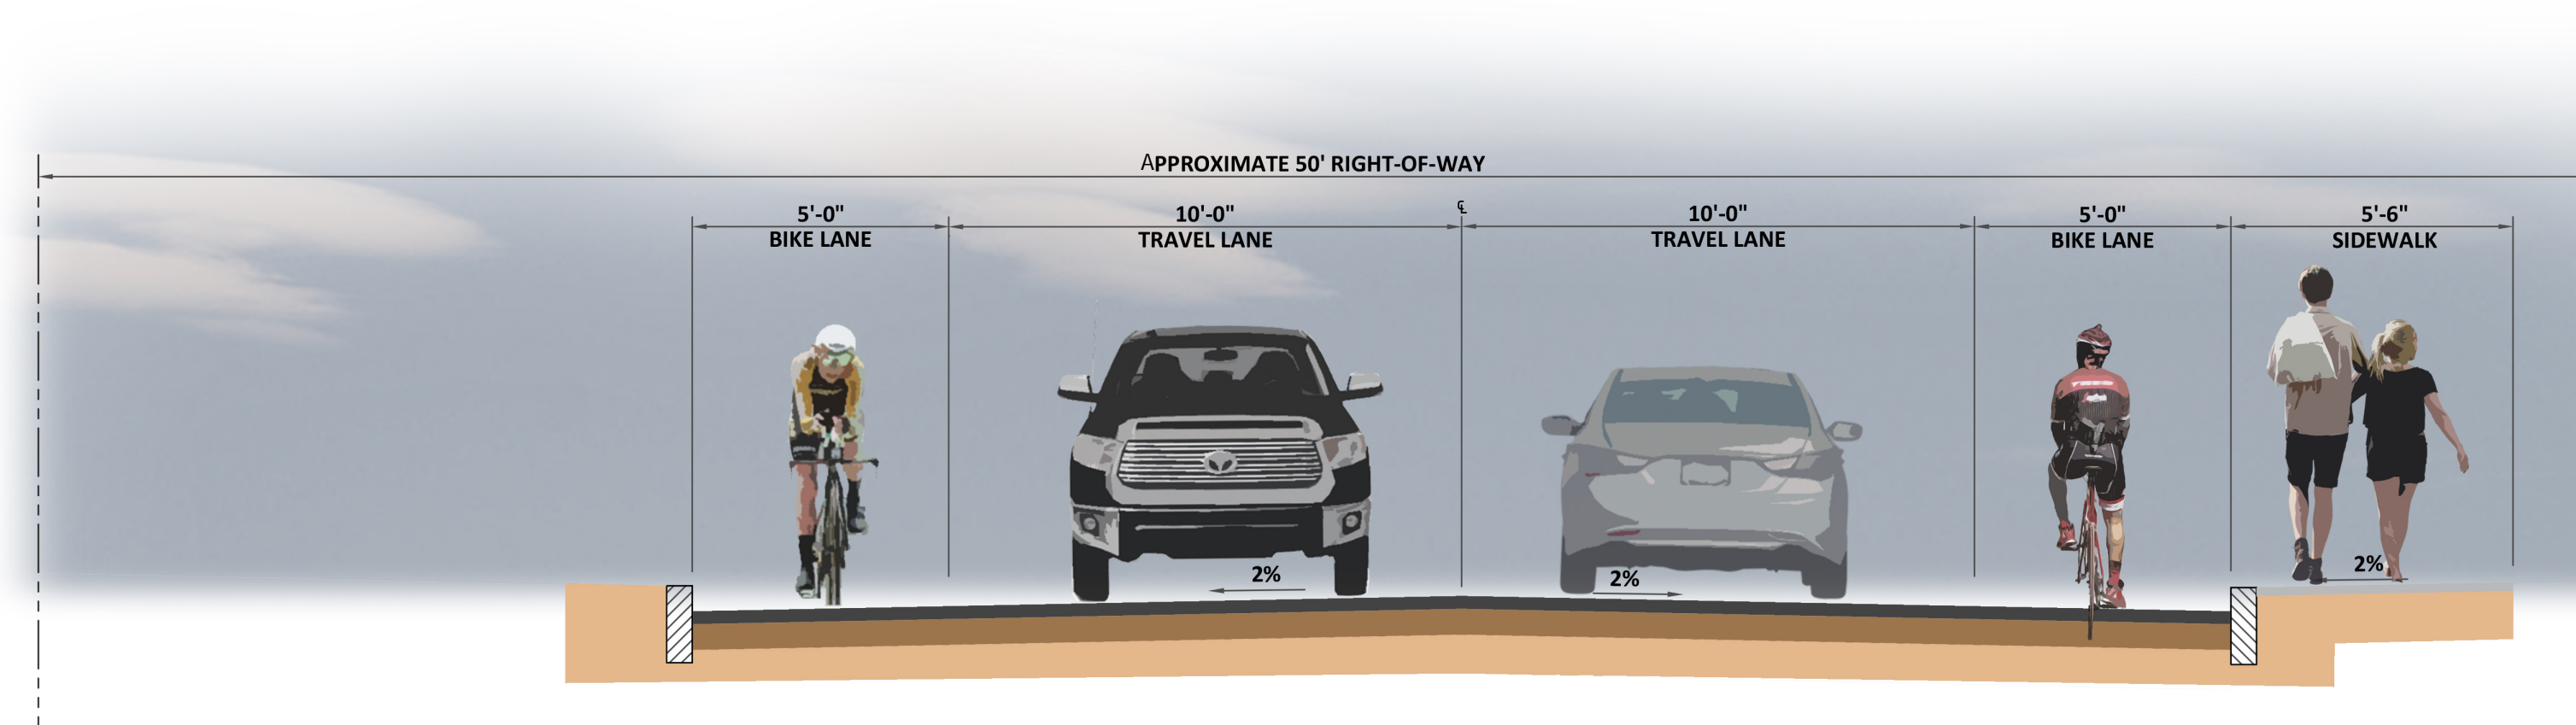 APPROXIMATE 50' RIGHT-OF-WAY
5'-0"
BIKE LANE
10'-0"
TRAVEL LANE
℄
10'-0"
TRAVEL LANE
5'-0"
BIKE LANE
5'-6"
SIDEWALK
2%
2%
2%